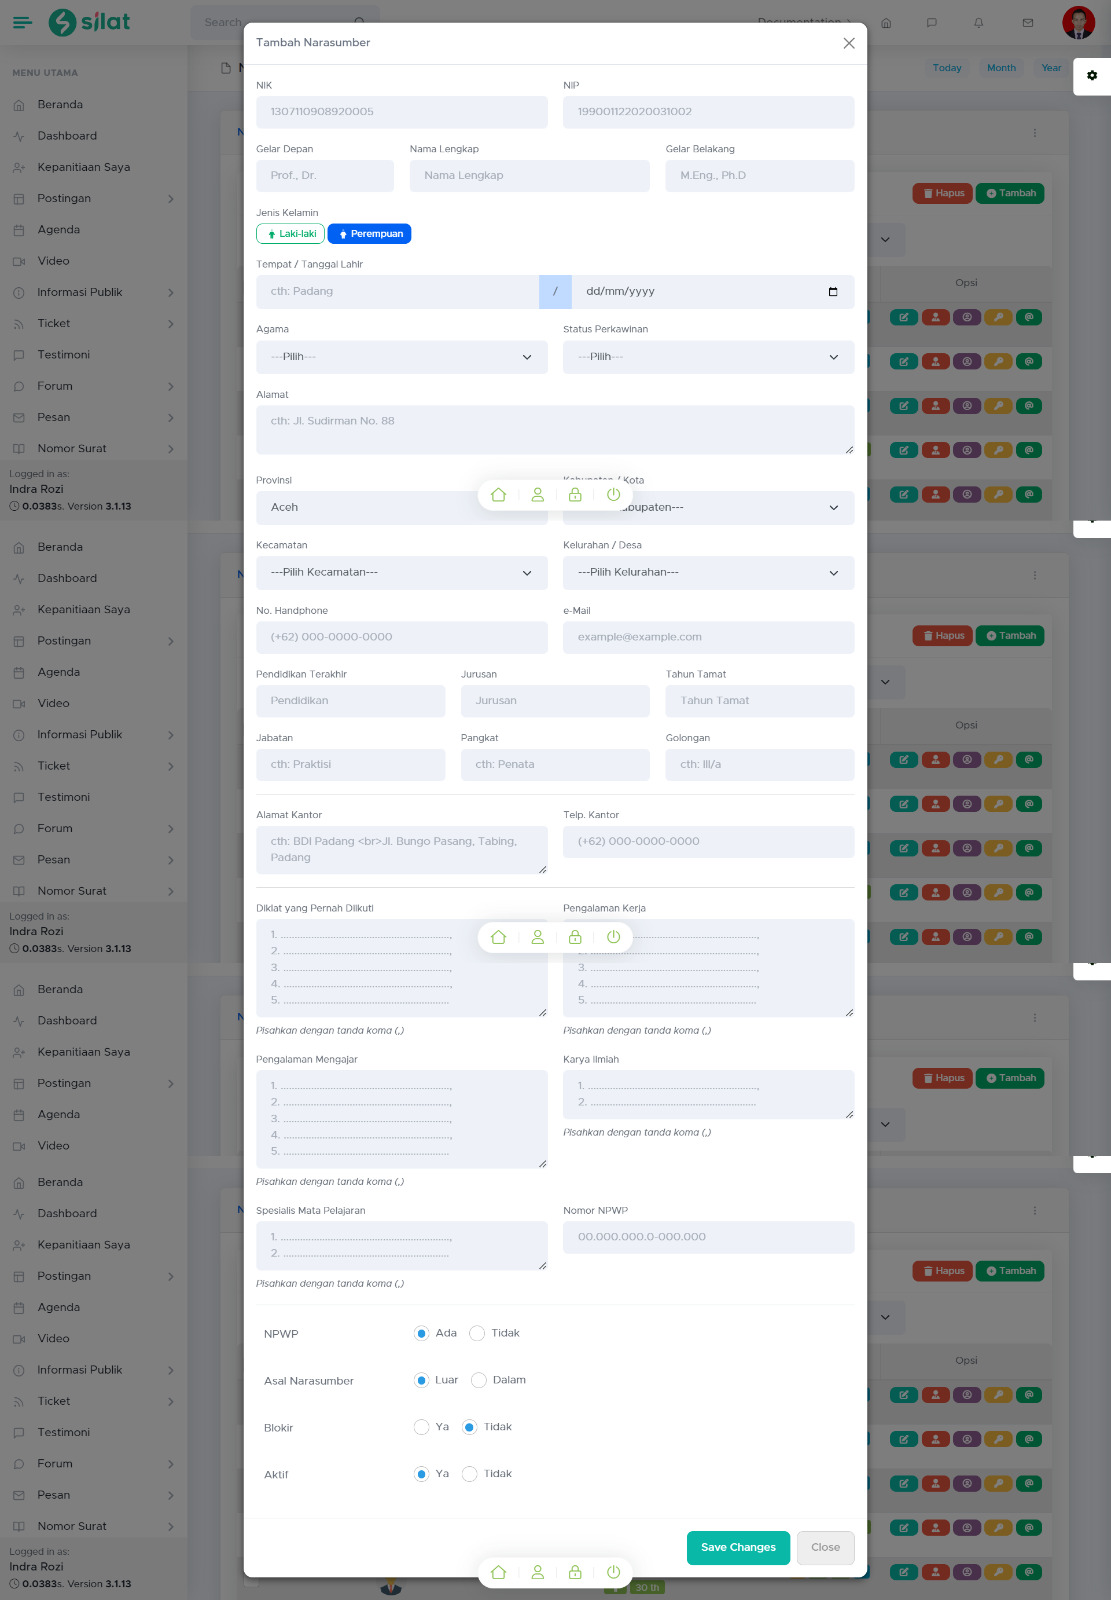 silat
Search...
Documentation
MENU UTAMA
Beranda
Dashboard
Kepanitiaan Saya
Postingan
Agenda
Video
Informasi Publik
Ticket
Testimoni
Forum
Pesan
Nomor Surat
Logged in as:
Indra Rozi
0.0383s. Version 3.1.13
Beranda
Dashboard
Kepanitiaan Saya
Postingan
Agenda
Video
Informasi Publik
Ticket
Testimoni
Forum
Pesan
Nomor Surat
Logged in as:
Indra Rozi
0.0383s. Version 3.1.13
Beranda
Dashboard
Kepanitiaan Saya
Postingan
Agenda
Video
Beranda
Dashboard
Kepanitiaan Saya
Postingan
Agenda
Video
Informasi Publik
Ticket
Testimoni
Forum
Pesan
Nomor Surat
Logged in as:
Indra Rozi
0.0383s. Version 3.1.13
Tambah Narasumber
NIK NIP
1307110908920005 199001122020031002
Gelar Depan Nama Lengkap Gelar Belakang
Prof., Dr. Nama Lengkap M.Eng., Ph.D
Jenis Kelamin
Laki-laki Perempuan
Tempat / Tanggal Lahir
cth: Padang / dd/mm/yyyy
Agama Status Perkawinan
---Pilih--- ---Pilih---
Alamat
cth: Jl. Sudirman No. 88
Provinsi Kabupaten / Kota
Aceh abupaten---
Kecamatan Kelurahan / Desa
---Pilih Kecamatan--- ---Pilih Kelurahan---
No. Handphone e-Mail
(+62) 000-0000-0000 example@example.com
Pendidikan Terakhir Jurusan Tahun Tamat
Pendidikan Jurusan Tahun Tamat
Jabatan Pangkat Golongan
cth: Praktisi cth: Penata cth: III/a
Alamat Kantor Telp. Kantor
cth: BDI Padang <br>Jl. Bungo Pasang, Tabing, (+62) 000-0000-0000
Padang
Diklat yang Pernah Diikuti Pengalaman Kerja
1. ..............................................................,
2. ..............................................................,
3. ..............................................................,
4. ..............................................................,
5. ..............................................................
..............................................................,
2. ..............................................................,
3. ..............................................................,
4. ..............................................................,
5. ..............................................................
Pisahkan dengan tanda koma (,) Pisahkan dengan tanda koma (,)
Pengalaman Mengajar Karya Ilmiah
1. ..............................................................,
2. ..............................................................,
3. ..............................................................,
4. ..............................................................,
5. ..............................................................
1. ..............................................................,
2. ..............................................................
Pisahkan dengan tanda koma (,)
Pisahkan dengan tanda koma (,)
Spesialis Mata Pelajaran Nomor NPWP
1. ..............................................................,
2. ..............................................................
00.000.000.0-000.000
Pisahkan dengan tanda koma (,)
NPWP Ada Tidak
Asal Narasumber Luar Dalam
Blokir Ya Tidak
Aktif Ya Tidak
Save Changes Close
30 th
Today Month Year
Hapus Tambah
Opsi
Hapus Tambah
Opsi
Hapus Tambah
Hapus Tambah
Opsi